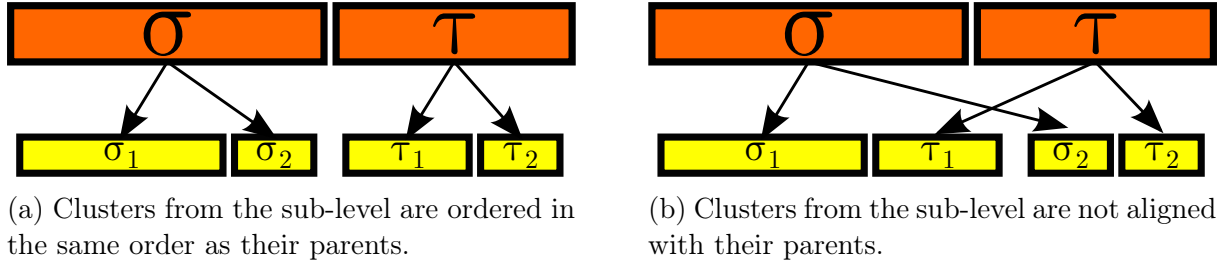 σ τ
σ₁ σ₂ τ₁ τ₂
(a) Clusters from the sub-level are ordered in
the same order as their parents.
σ τ
σ₁ τ₁ σ₂ τ₂
(b) Clusters from the sub-level are not aligned
with their parents.